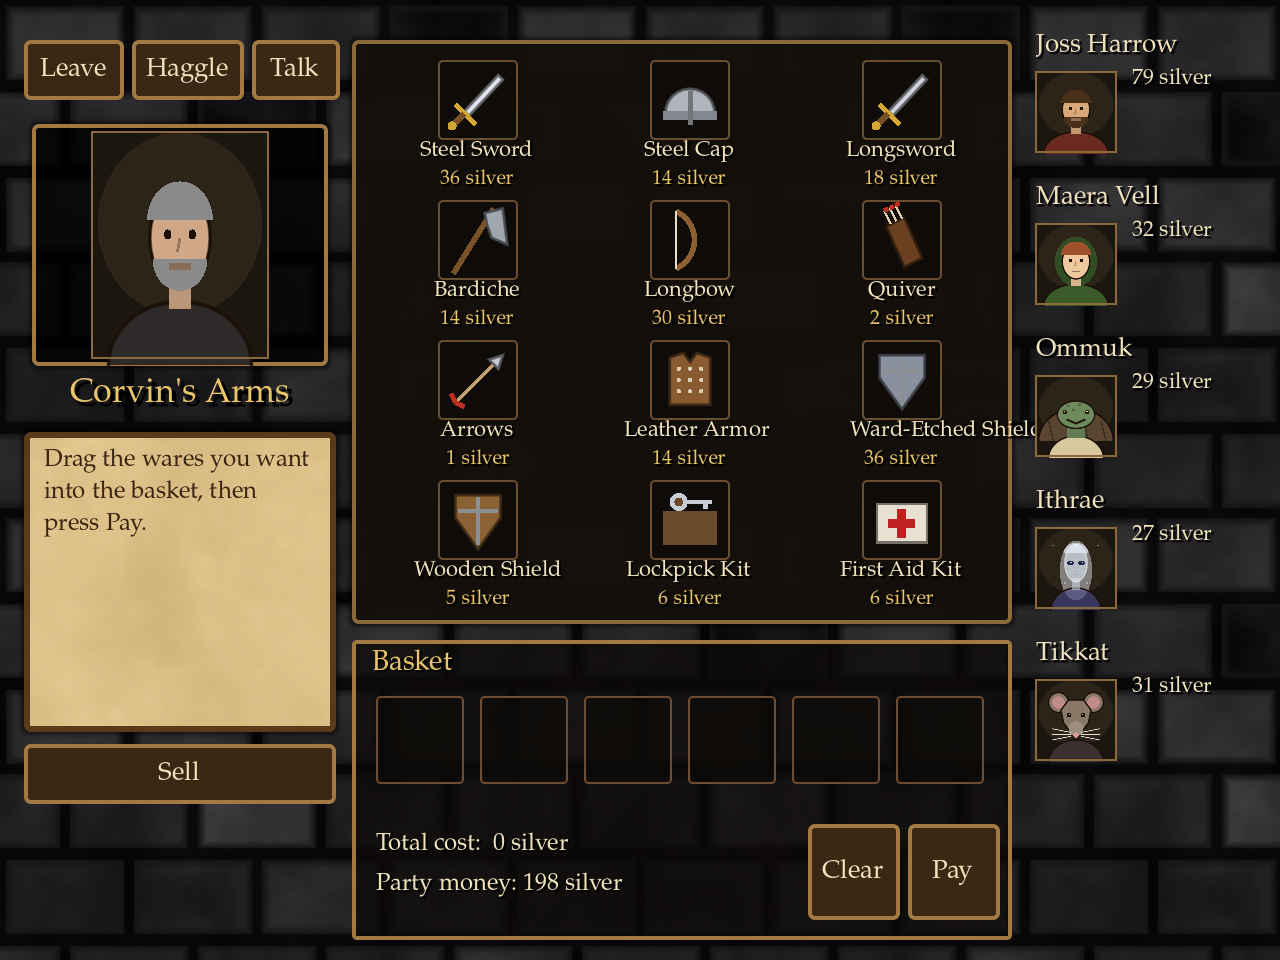 Leave
Haggle
Talk
Corvin's Arms
Drag the wares you want
into the basket, then
press Pay.
Sell
Steel Sword
36 silver
Steel Cap
14 silver
Longsword
18 silver
Bardiche
14 silver
Longbow
30 silver
Quiver
2 silver
Arrows
1 silver
Leather Armor
14 silver
Ward-Etched Shield
36 silver
Wooden Shield
5 silver
Lockpick Kit
6 silver
First Aid Kit
6 silver
Basket
Total cost: 0 silver
Party money: 198 silver
Clear
Pay
Joss Harrow
79 silver
Maera Vell
32 silver
Ommuk
29 silver
Ithrae
27 silver
Tikkat
31 silver